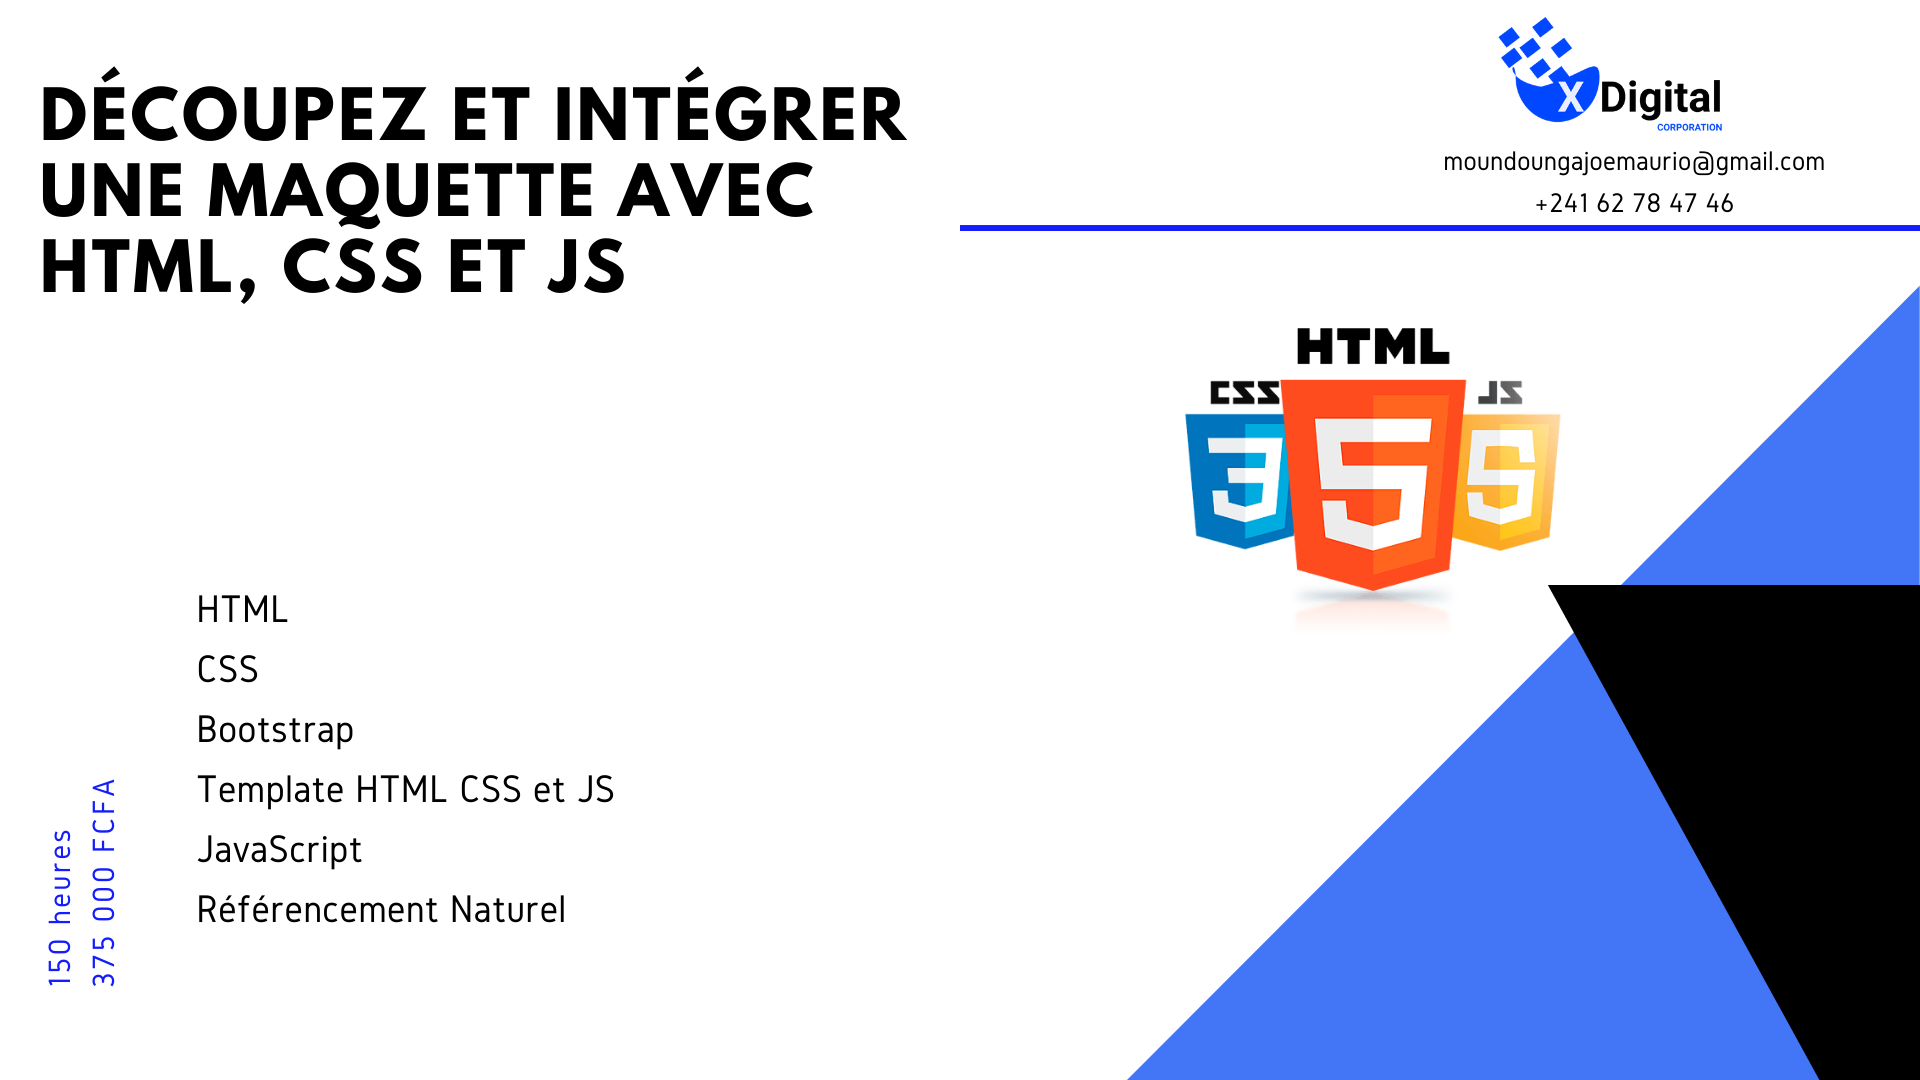 DÉCOUPEZ ET INTÉGRER
UNE MAQUETTE AVEC
HTML, CSS ET JS
X Digital
CORPORATION
moundoungajoemaurio@gmail.com
+241 62 78 47 46
HTML
CSS
JS
3
5
5
HTML
CSS
Bootstrap
Template HTML CSS et JS
JavaScript
Référencement Naturel
150 heures
375 000 FCFA